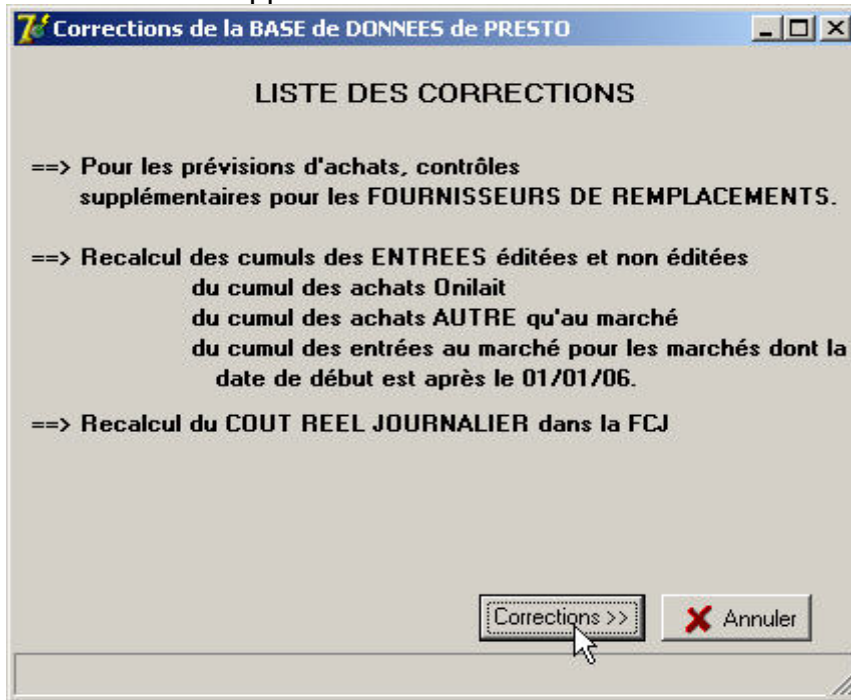 Corrections de la BASE de DONNEES de PRESTO
LISTE DES CORRECTIONS
==> Pour les prévisions d'achats, contrôles
supplémentaires pour les FOURNISSEURS DE REMPLACEMENTS.
==> Recalcul des cumuls des ENTREES éditées et non éditées
du cumul des achats Onilait
du cumul des achats AUTRE qu'au marché
du cumul des entrées au marché pour les marchés dont la
date de début est après le 01/01/06.
==> Recalcul du COUT REEL JOURNALIER dans la FCJ
Corrections >>
Annuler